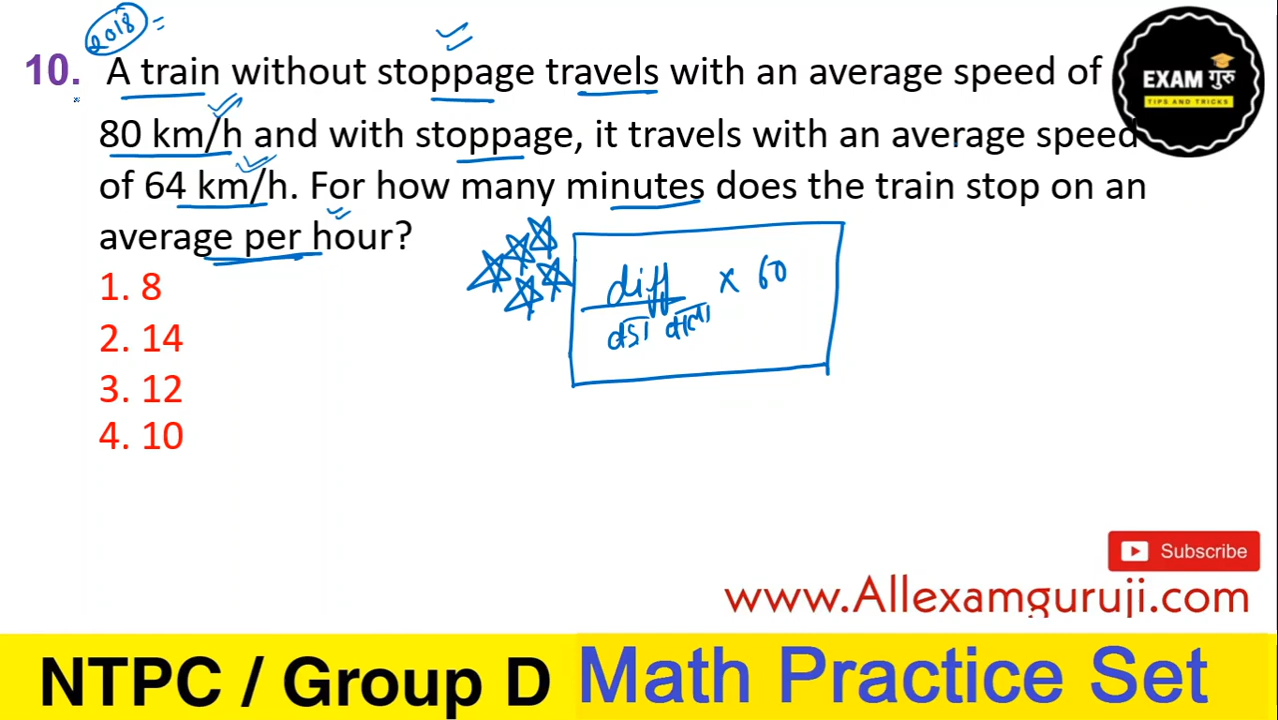 2018
10. A train without stoppage travels with an average speed of
80 km/h and with stoppage, it travels with an average speed
of 64 km/h. For how many minutes does the train stop on an
average per hour?
1. 8
2. 14
3. 12
4. 10
diff × 60
EXAM गुरु
TIPS AND TRICKS
Subscribe
www.Allexamguruji.com
NTPC / Group D Math Practice Set